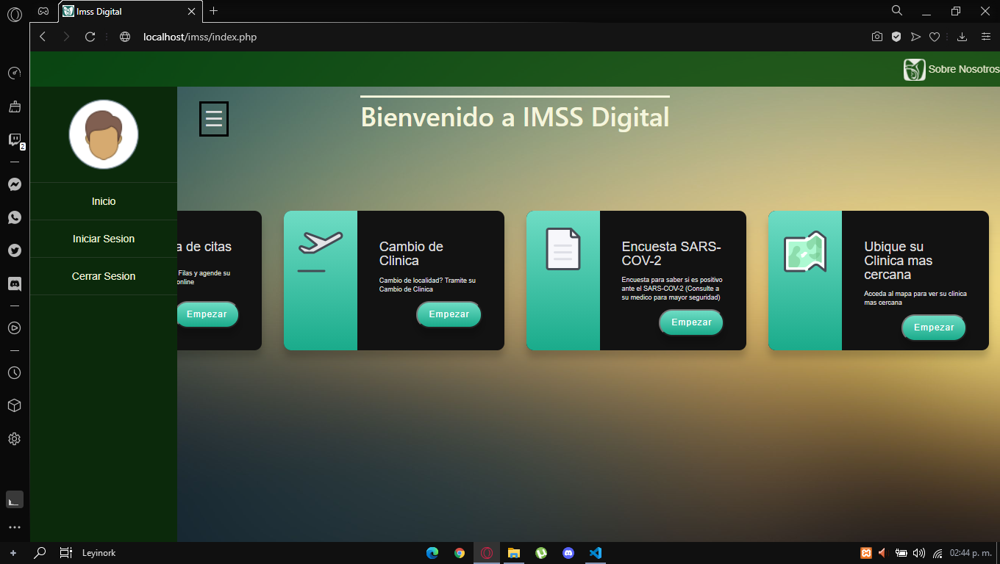 Imss Digital
localhost/imss/index.php
Sobre Nosotros
2
Bienvenido a IMSS Digital
Inicio
Iniciar Sesion
Cerrar Sesion
a de citas
Filas y agende su
online
Empezar
Cambio de
Clinica
Cambio de localidad? Tramite su
Cambio de Clinica
Empezar
Encuesta SARS-
COV-2
Encuesta para saber si es positivo
ante el SARS-COV-2 (Consulte a
su medico para mayor seguridad)
Empezar
Ubique su
Clinica mas
cercana
Acceda al mapa para ver su clinica
mas cercana
Empezar
Leyinork
02:44 p. m.